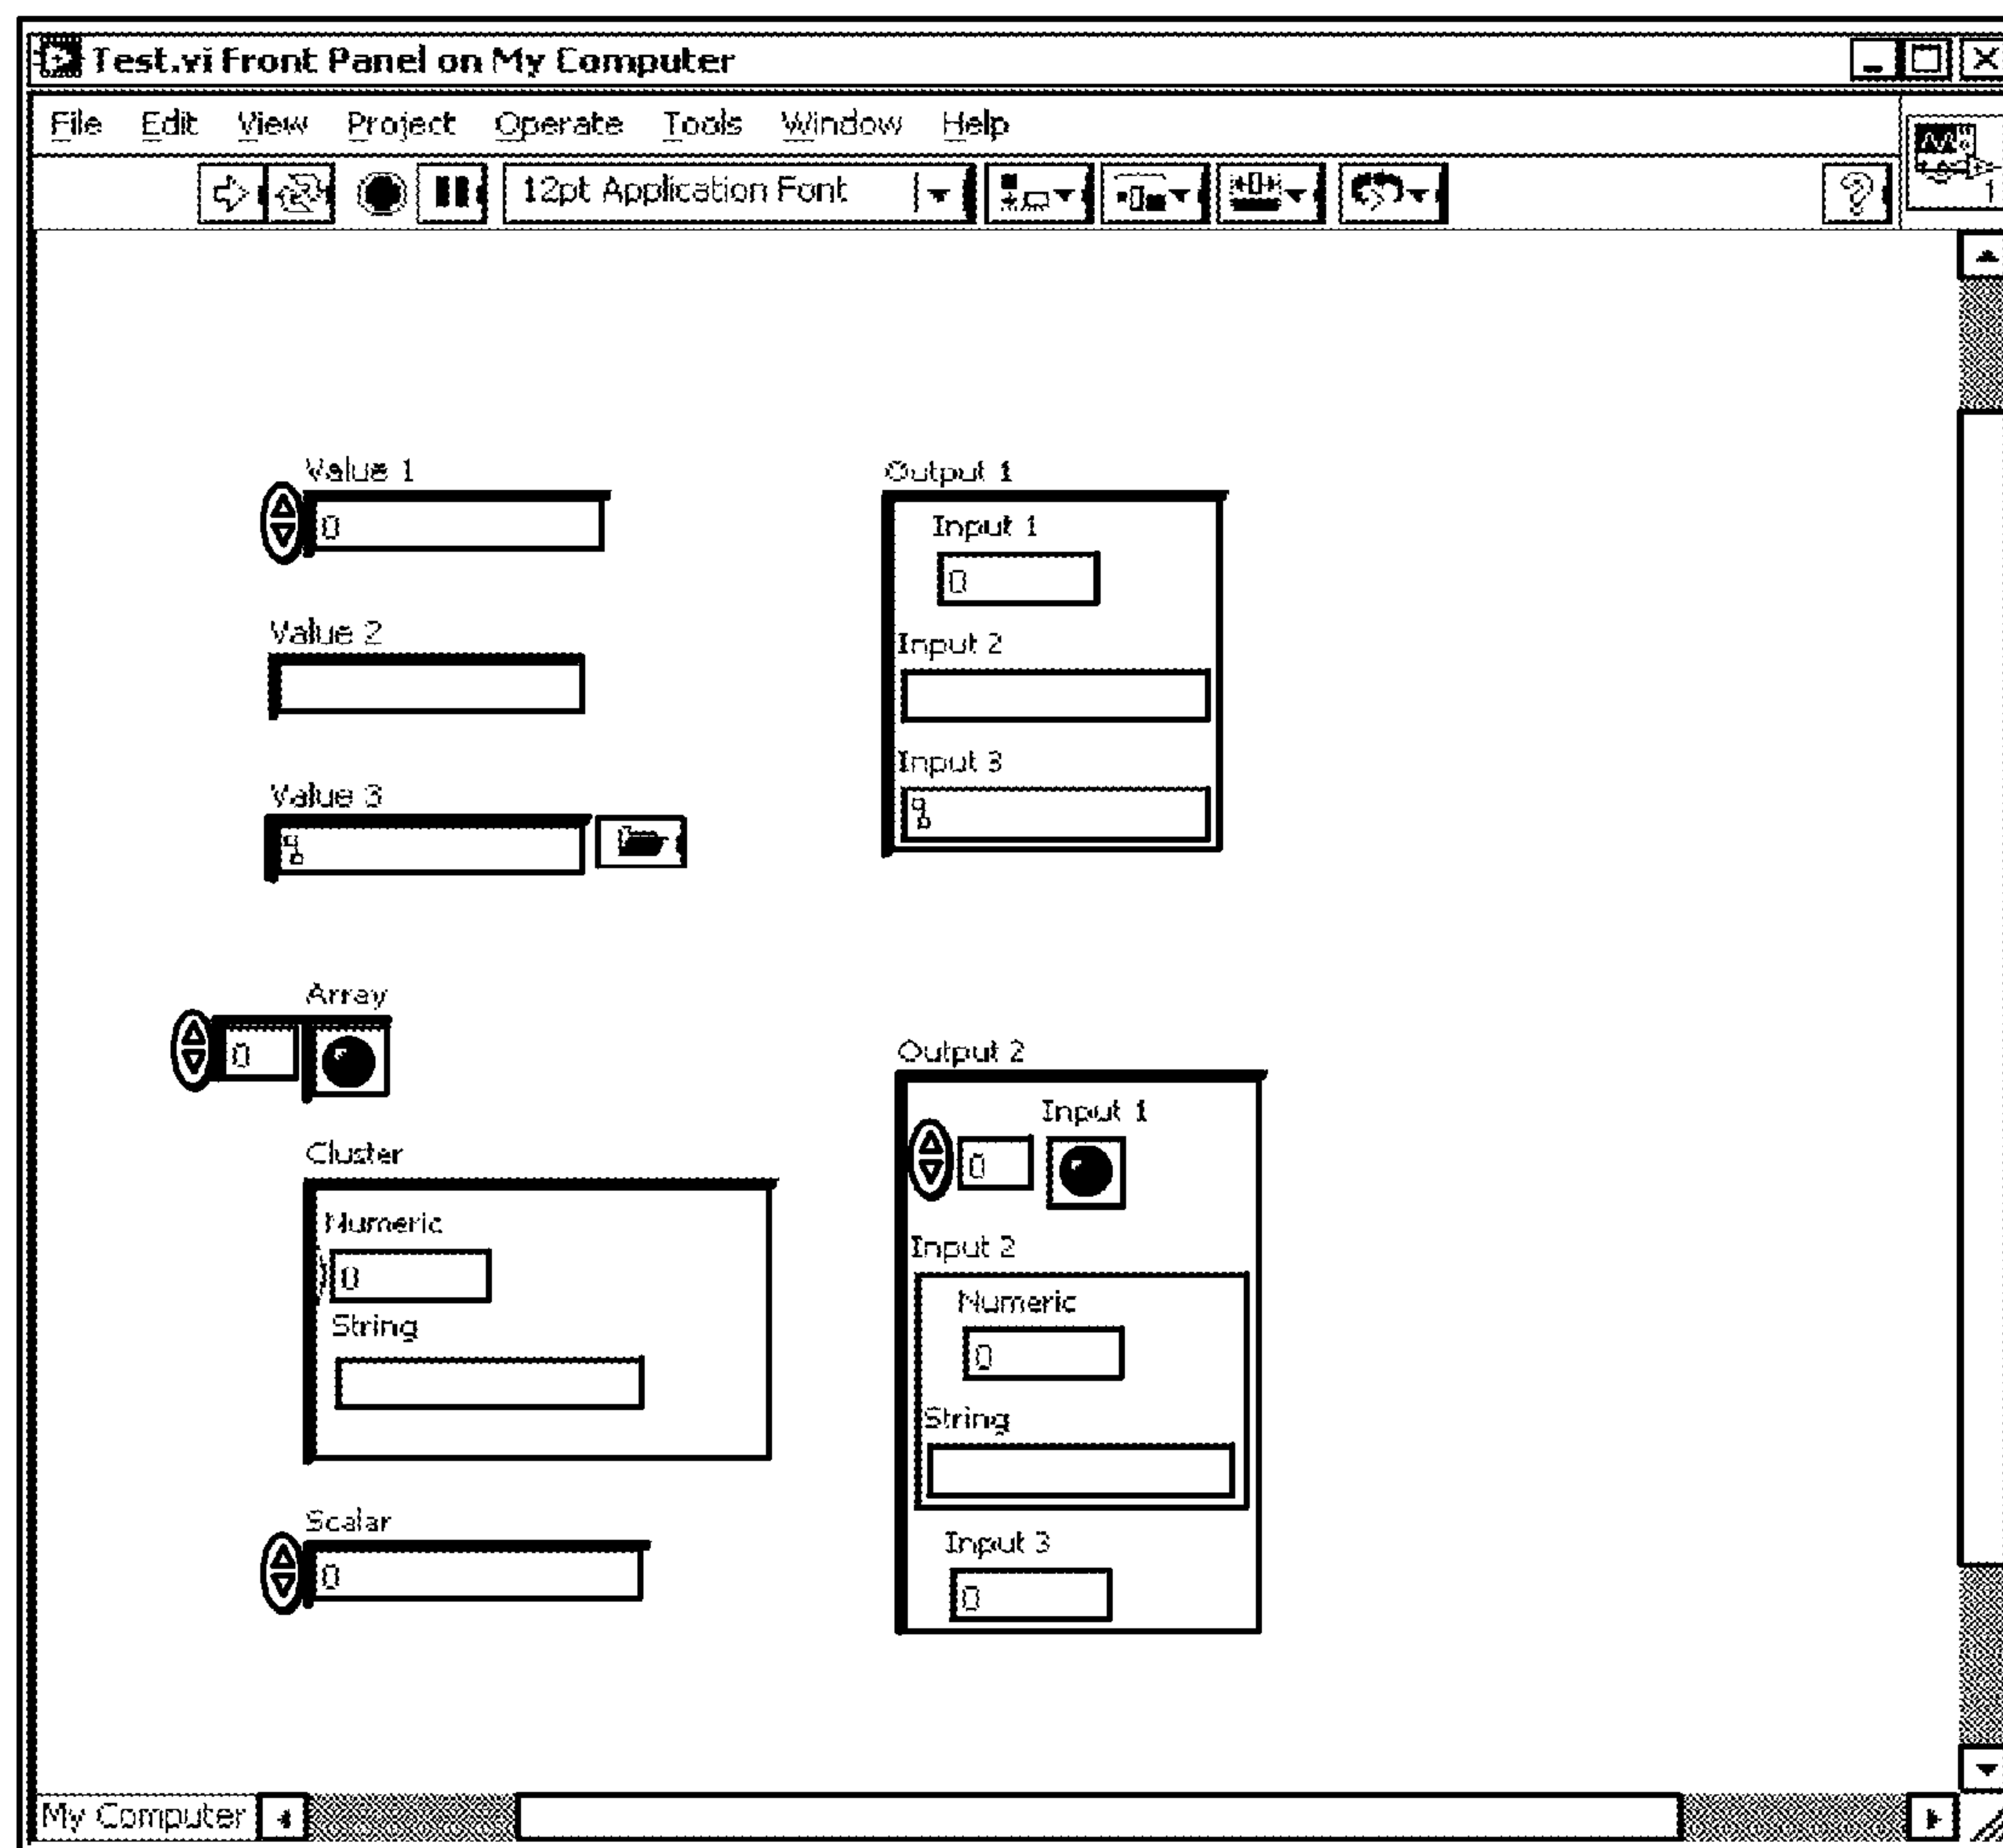 Test.vi Front Panel on My Computer
File Edit View Project Operate Tools Window Help
12pt Application Font
?
1
Value 1
0
Value 2
Value 3
Output 1
Input 1
0
Input 2
Input 3
Array
0
Cluster
Numeric
0
String
Scalar
0
Output 2
Input 1
0
Input 2
Numeric
0
String
Input 3
0
My Computer